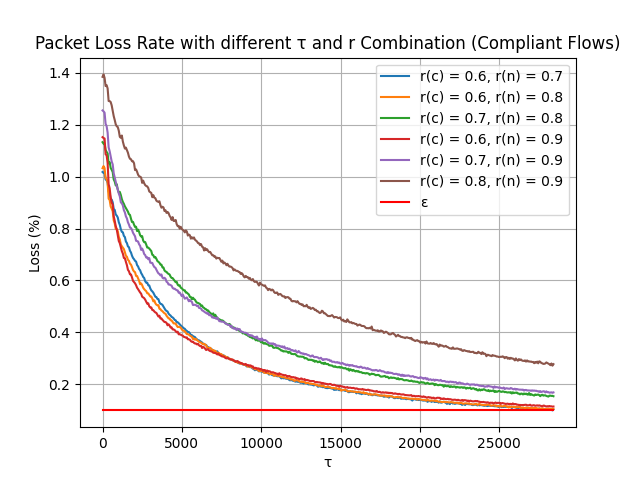 Packet Loss Rate with different τ and r Combination (Compliant Flows)
Loss (%)
1.4
1.2
1.0
0.8
0.6
0.4
0.2
r(c) = 0.6, r(n) = 0.7
r(c) = 0.6, r(n) = 0.8
r(c) = 0.7, r(n) = 0.8
r(c) = 0.6, r(n) = 0.9
r(c) = 0.7, r(n) = 0.9
r(c) = 0.8, r(n) = 0.9
ε
0 5000 10000 15000 20000 25000
τ